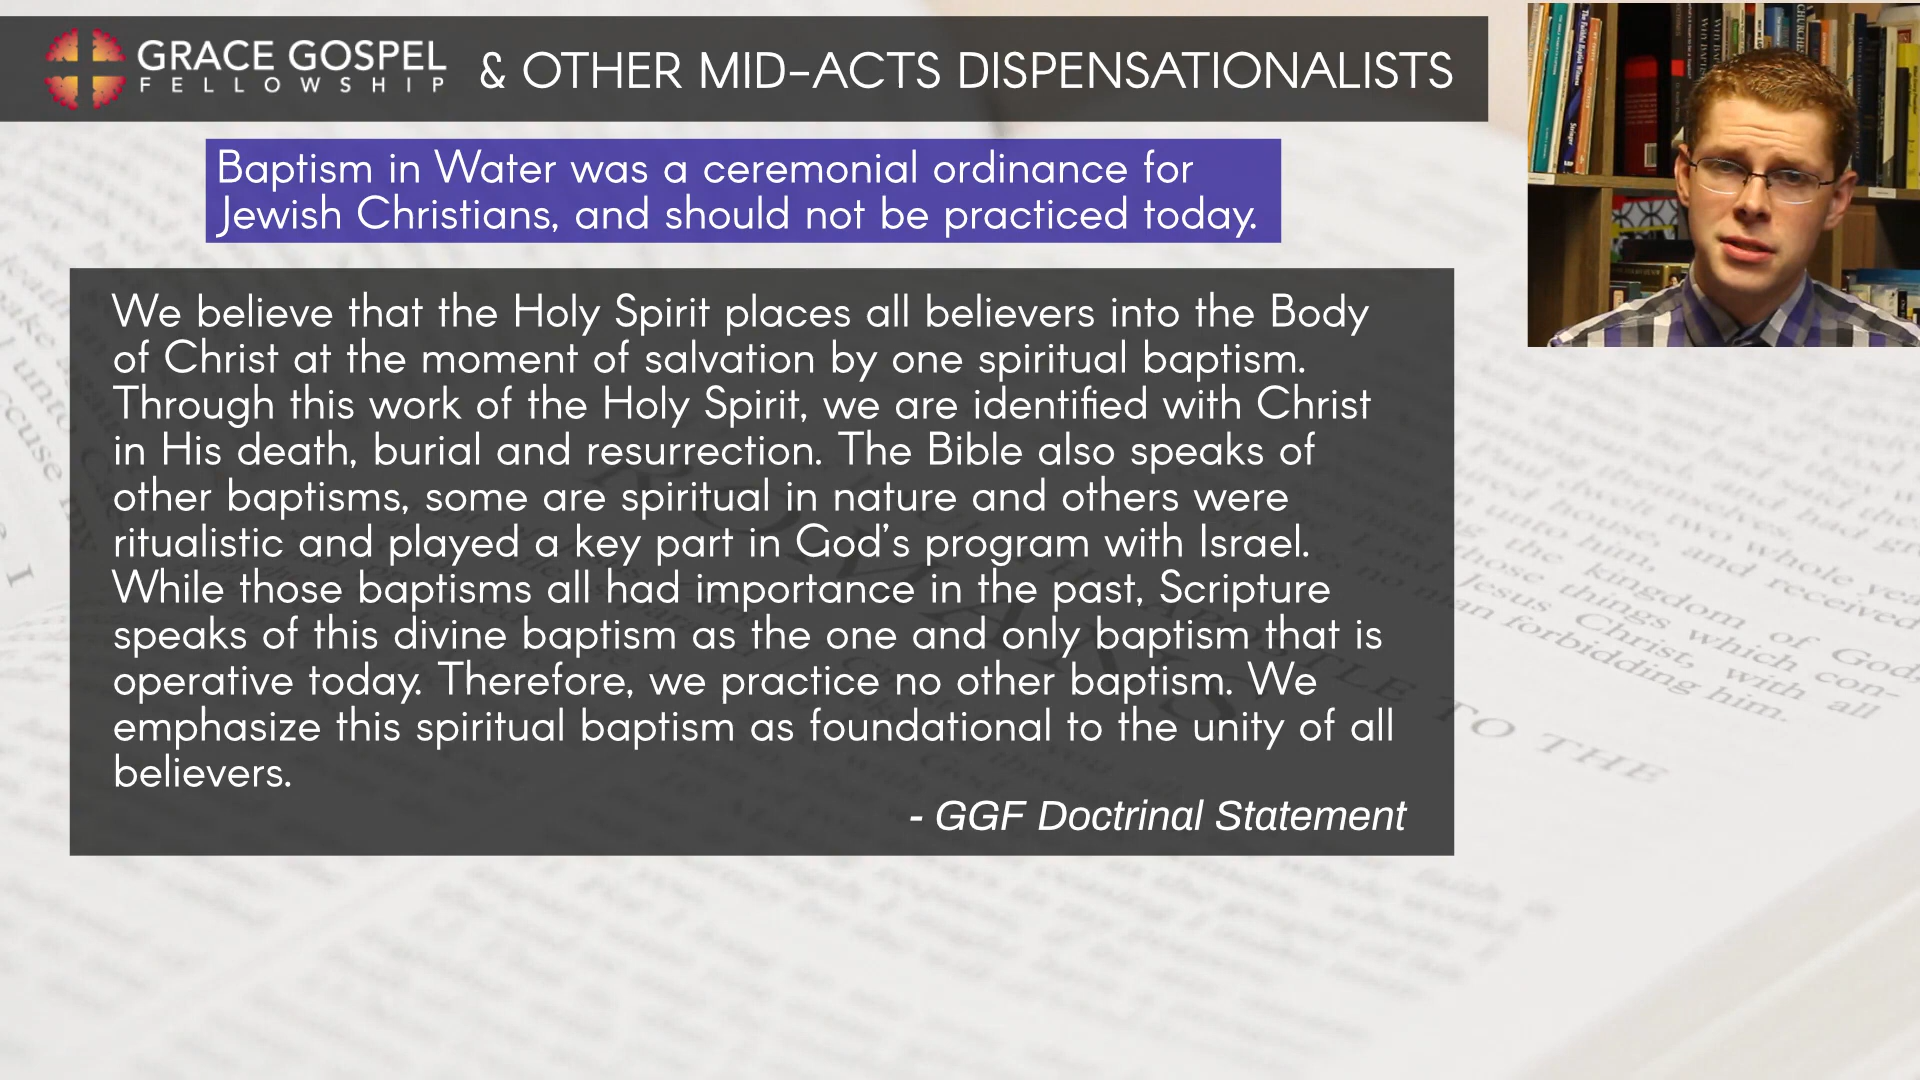 GRACE GOSPEL
FELLOWSHIP
& OTHER MID-ACTS DISPENSATIONALISTS
Baptism in Water was a ceremonial ordinance for
Jewish Christians, and should not be practiced today.
We believe that the Holy Spirit places all believers into the Body
of Christ at the moment of salvation by one spiritual baptism.
Through this work of the Holy Spirit, we are identified with Christ
in His death, burial and resurrection. The Bible also speaks of
other baptisms, some are spiritual in nature and others were
ritualistic and played a key part in God's program with Israel.
While those baptisms all had importance in the past, Scripture
speaks of this divine baptism as the one and only baptism that is
operative today. Therefore, we practice no other baptism. We
emphasize this spiritual baptism as foundational to the unity of all
believers.
- GGF Doctrinal Statement